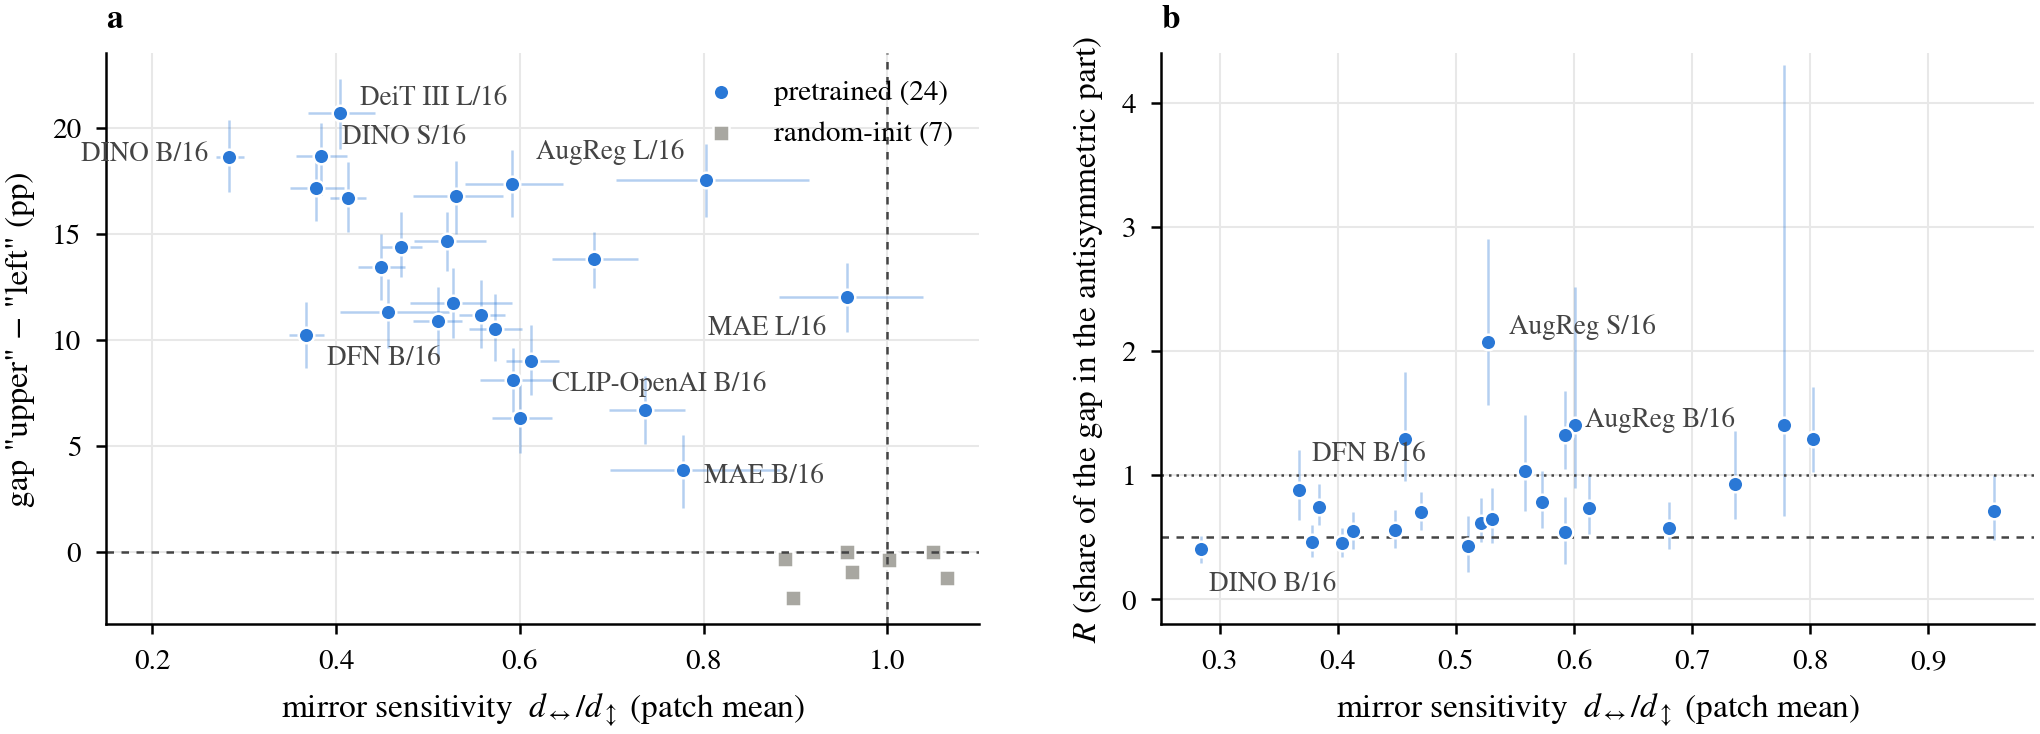 a
gap "upper" − "left" (pp)
20
15
10
5
0
DeiT III L/16
DINO S/16
DINO B/16
AugReg L/16
DFN B/16
MAE L/16
CLIP-OpenAI B/16
MAE B/16
pretrained (24)
random-init (7)
0.2 0.4 0.6 0.8 1.0
mirror sensitivity d↔/d↕ (patch mean)
b
R (share of the gap in the antisymmetric part)
4
3
2
1
0
AugReg S/16
AugReg B/16
DFN B/16
DINO B/16
0.3 0.4 0.5 0.6 0.7 0.8 0.9
mirror sensitivity d↔/d↕ (patch mean)